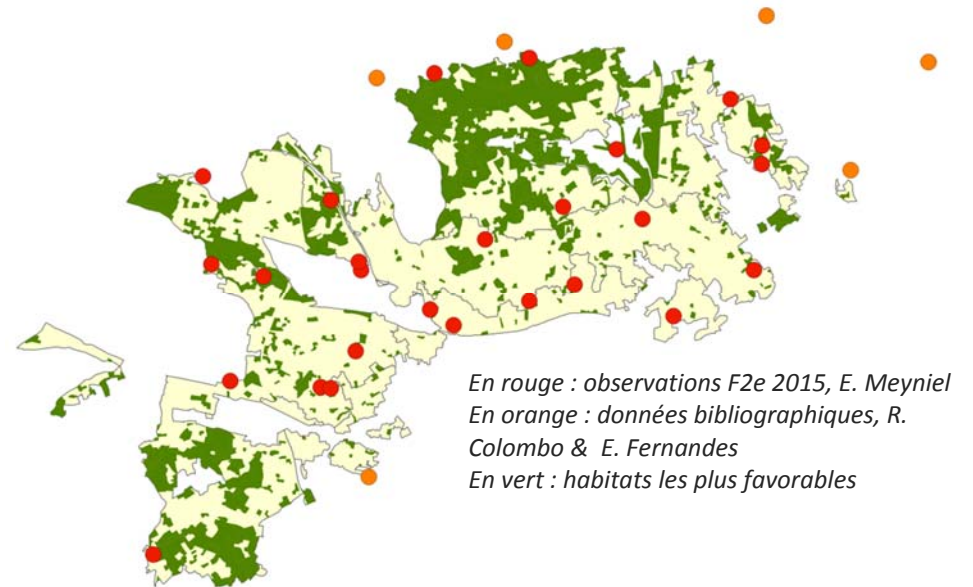 En rouge : observations F2e 2015, E. Meyniel
En orange : données bibliographiques, R.
Colombo &  E. Fernandes
En vert : habitats les plus favorables